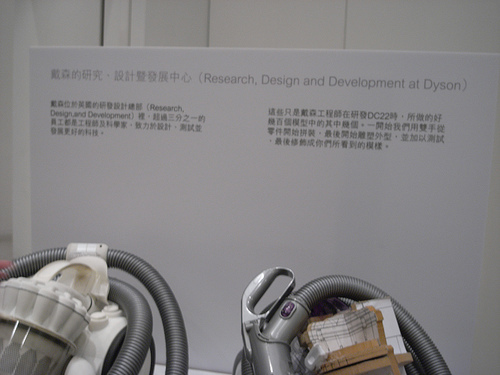 戴森的研究、設計暨發展中心（Research, Design and Development at Dyson）
戴森位於英國的研發設計總部（Research,
Design,and Development）裡，超過三分之一的
員工都是工程師及科學家，致力於設計、測試並
發展更好的科技。
這些只是戴森工程師在研發DC22時，所做的好
幾百個模型中的其中幾個。一開始我們用雙手從
零件開始拼裝，最後開始雕塑外型，並加以測試
，最後修飾成你們所看到的模樣。